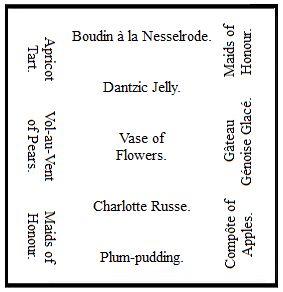 Boudin à la Nesselrode.
Maids of
Honour.
Apricot
Tart.
Dantzic Jelly.
Vol-au-Vent
of Pears.
Vase of
Flowers.
Gâteau
Génoise Glacé.
Charlotte Russe.
Maids of
Honour.
Compôte of
Apples.
Plum-pudding.